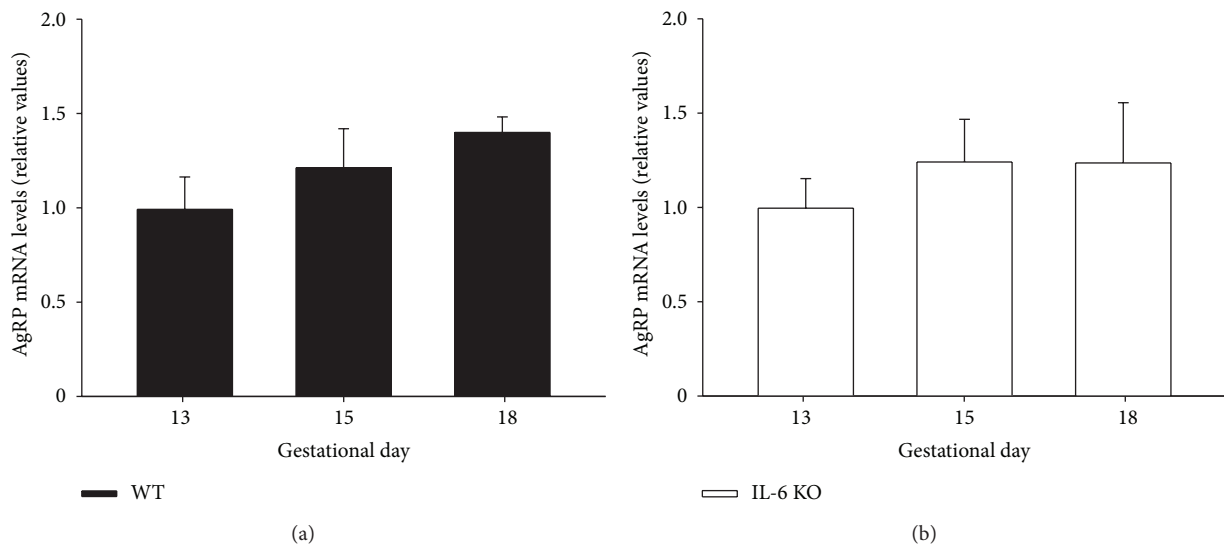 AgRP mRNA levels (relative values)
2.0
1.5
1.0
0.5
0
13
15
18
Gestational day
WT
(a)
AgRP mRNA levels (relative values)
2.0
1.5
1.0
0.5
0
13
15
18
Gestational day
IL-6 KO
(b)